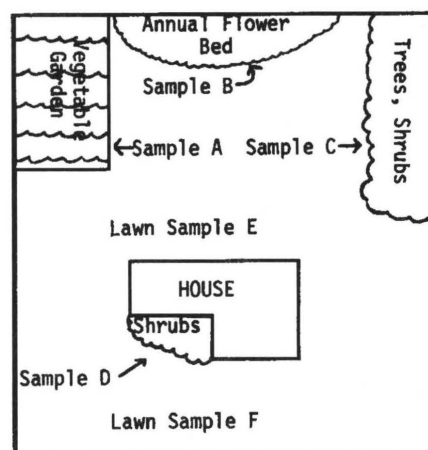 Annual Flower
Bed
Vegetable
Garden
Trees, Shrubs
Sample B
Sample A
Sample C
Lawn Sample E
HOUSE
Shrubs
Sample D
Lawn Sample F